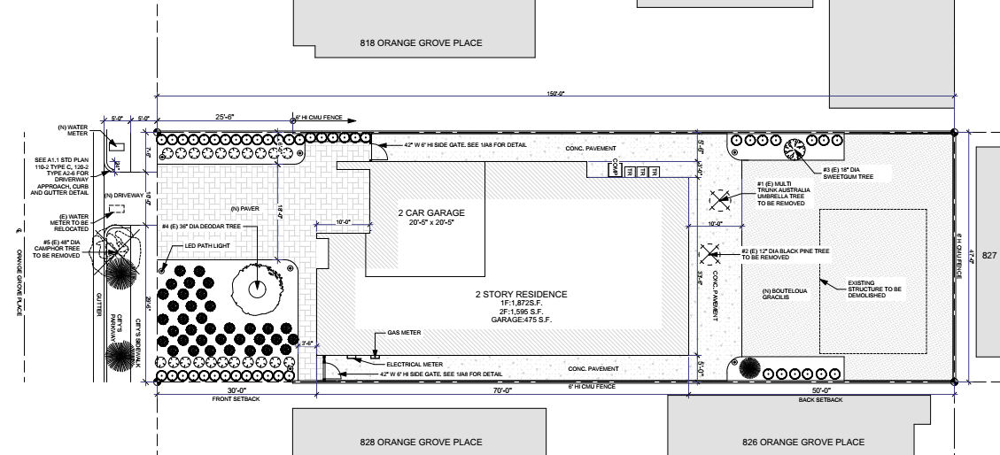 818 ORANGE GROVE PLACE
150'-0"
5'-0"
5'-0"
25'-6"
6' HI CMU FENCE
(N) WATER
METER
42" W 6' HI SIDE GATE. SEE 1/A8 FOR DETAIL
CONC. PAVEMENT
SEE A1.1 STD PLAN
110-2 TYPE C, 120-2
TYPE A2-6 FOR
DRIVERWAY
APPROACH, CURB
AND GUTTER DETAIL
COMP
TR
TR
TR
#3 (E) 18" DIA
SWEETGUM TREE
#1 (E) MULTI
TRUNK AUSTRALIA
UMBRELLA TREE
TO BE REMOVED
(N) DRIVEWAY
(N) PAVER
18'-0"
2 CAR GARAGE
20'-5" x 20'-5"
(E) WATER
METER TO BE
RELOCATED
10'-0"
10'-0"
#4 (E) 36" DIA DEODAR TREE
#5 (E) 48" DIA
CAMPHOR TREE
TO BE REMOVED
LED PATH LIGHT
#2 (E) 12" DIA BLACK PINE TREE
TO BE REMOVED
6' H CMU FENCE
827
ORANGE GROVE PLACE
GUTTER
CITY'S
PARKWAY
CITY'S SIDEWALK
2 STORY RESIDENCE
1F:1,872S.F.
2F:1,595 S.F.
GARAGE:475 S.F.
CONC. PAVEMENT
(N) BOUTELOUA
GRACILIS
EXISTING
STRUCTURE TO BE
DEMOLISHED
GAS METER
3'-6"
ELECTRICAL METER
42" W 6' HI SIDE GATE. SEE 1/A8 FOR DETAIL
CONC. PAVEMENT
5'-0"
30'-0"
FRONT SETBACK
70'-0"
6' HI CMU FENCE
50'-0"
BACK SETBACK
828 ORANGE GROVE PLACE
826 ORANGE GROVE PLACE